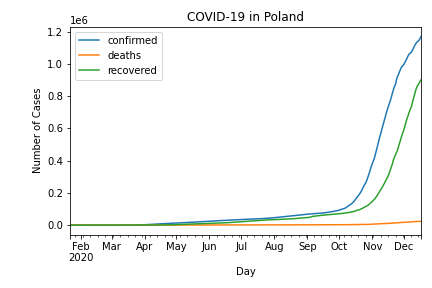 COVID-19 in Poland
1e6
1.2
1.0
0.8
0.6
0.4
0.2
0.0
Number of Cases
confirmed
deaths
recovered
Feb Mar Apr May Jun Jul Aug Sep Oct Nov Dec
2020
Day